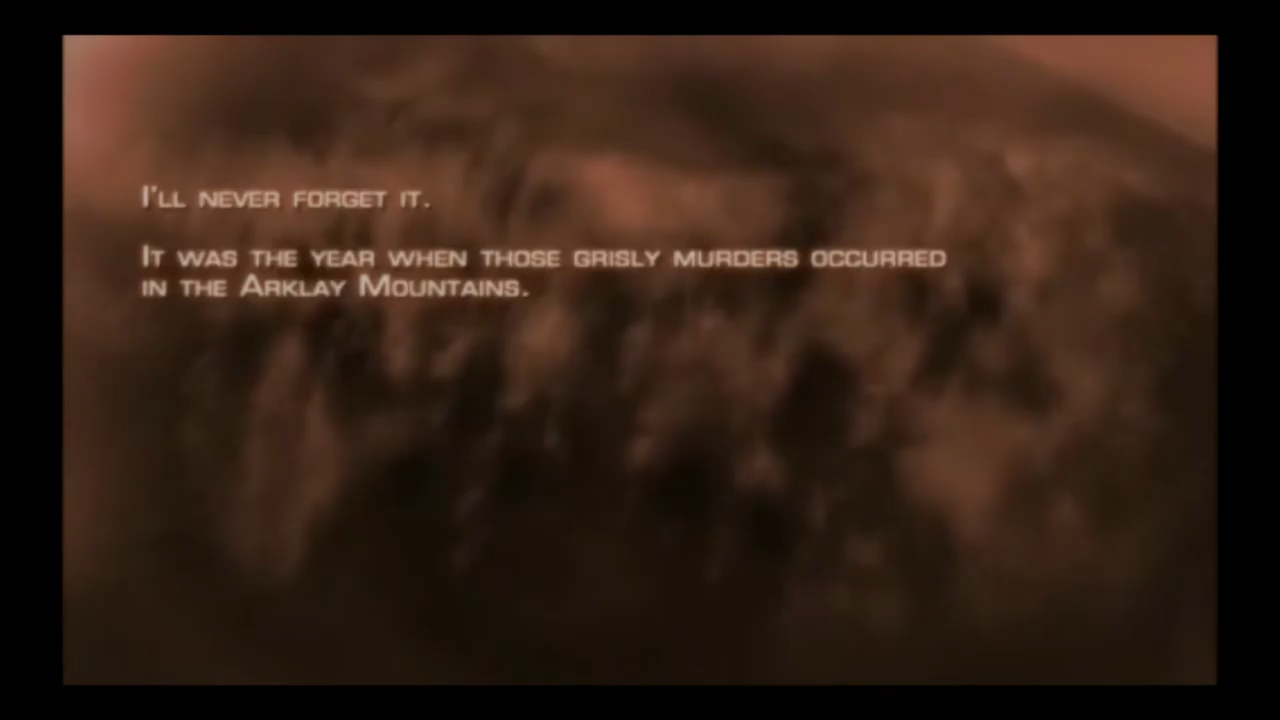 I'll never forget it.
It was the year when those grisly murders occurred
in the Arklay Mountains.